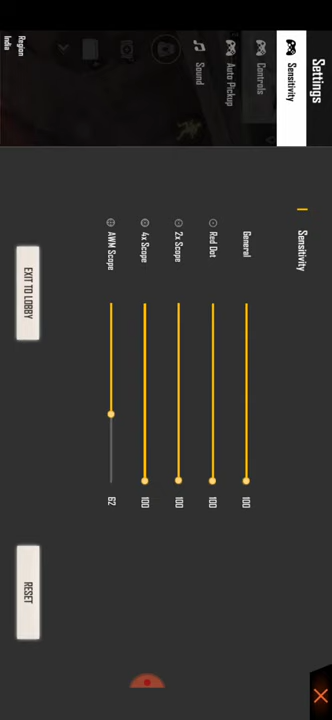 Settings
Sensitivity
Controls
Auto Pickup
Sound
Region
India
Sensitivity
General 100
Red Dot 100
2x Scope 100
4x Scope 100
AWM Scope 62
EXIT TO LOBBY
RESET